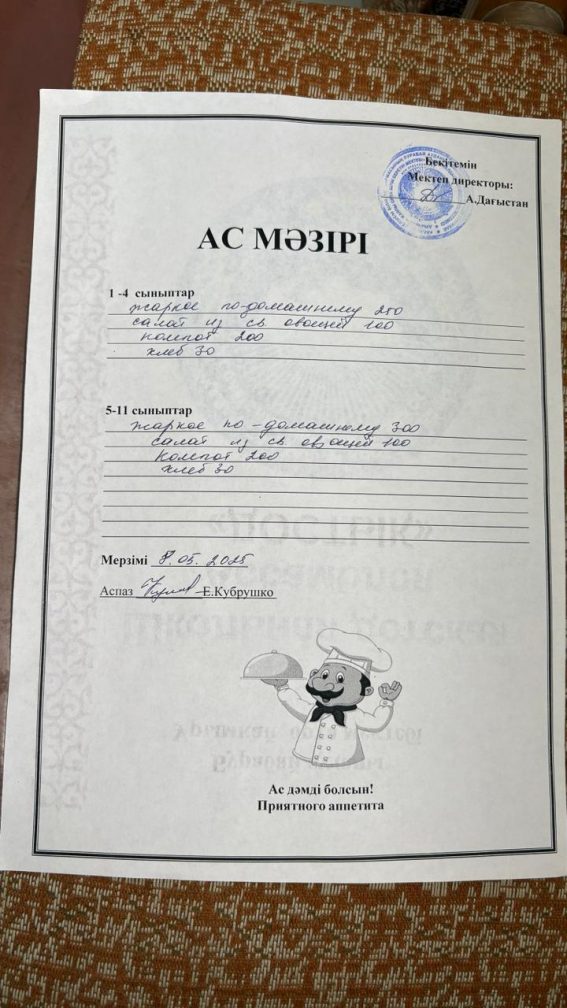 Бекітемін
Мектеп директоры:
А.Дағыстан
АС МӘЗІРІ
1 -4 сыныптар
жаркое по-домашнему 250
салат из св. овощей 100
компот 200
хлеб 30
5-11 сыныптар
жаркое по-домашнему 300
салат из св овощей 100
компот 200
хлеб 30
Мерзімі 8.05.2025
Аспаз Е.Кубрушко
Ас дәмді болсын!
Приятного аппетита